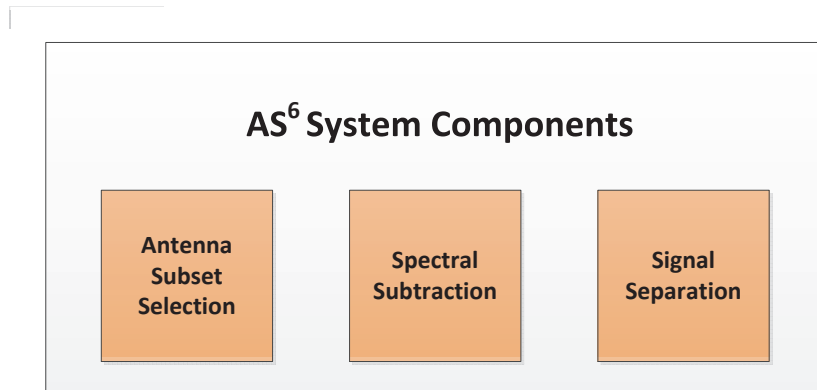 AS⁶ System Components
Antenna
Subset
Selection
Spectral
Subtraction
Signal
Separation